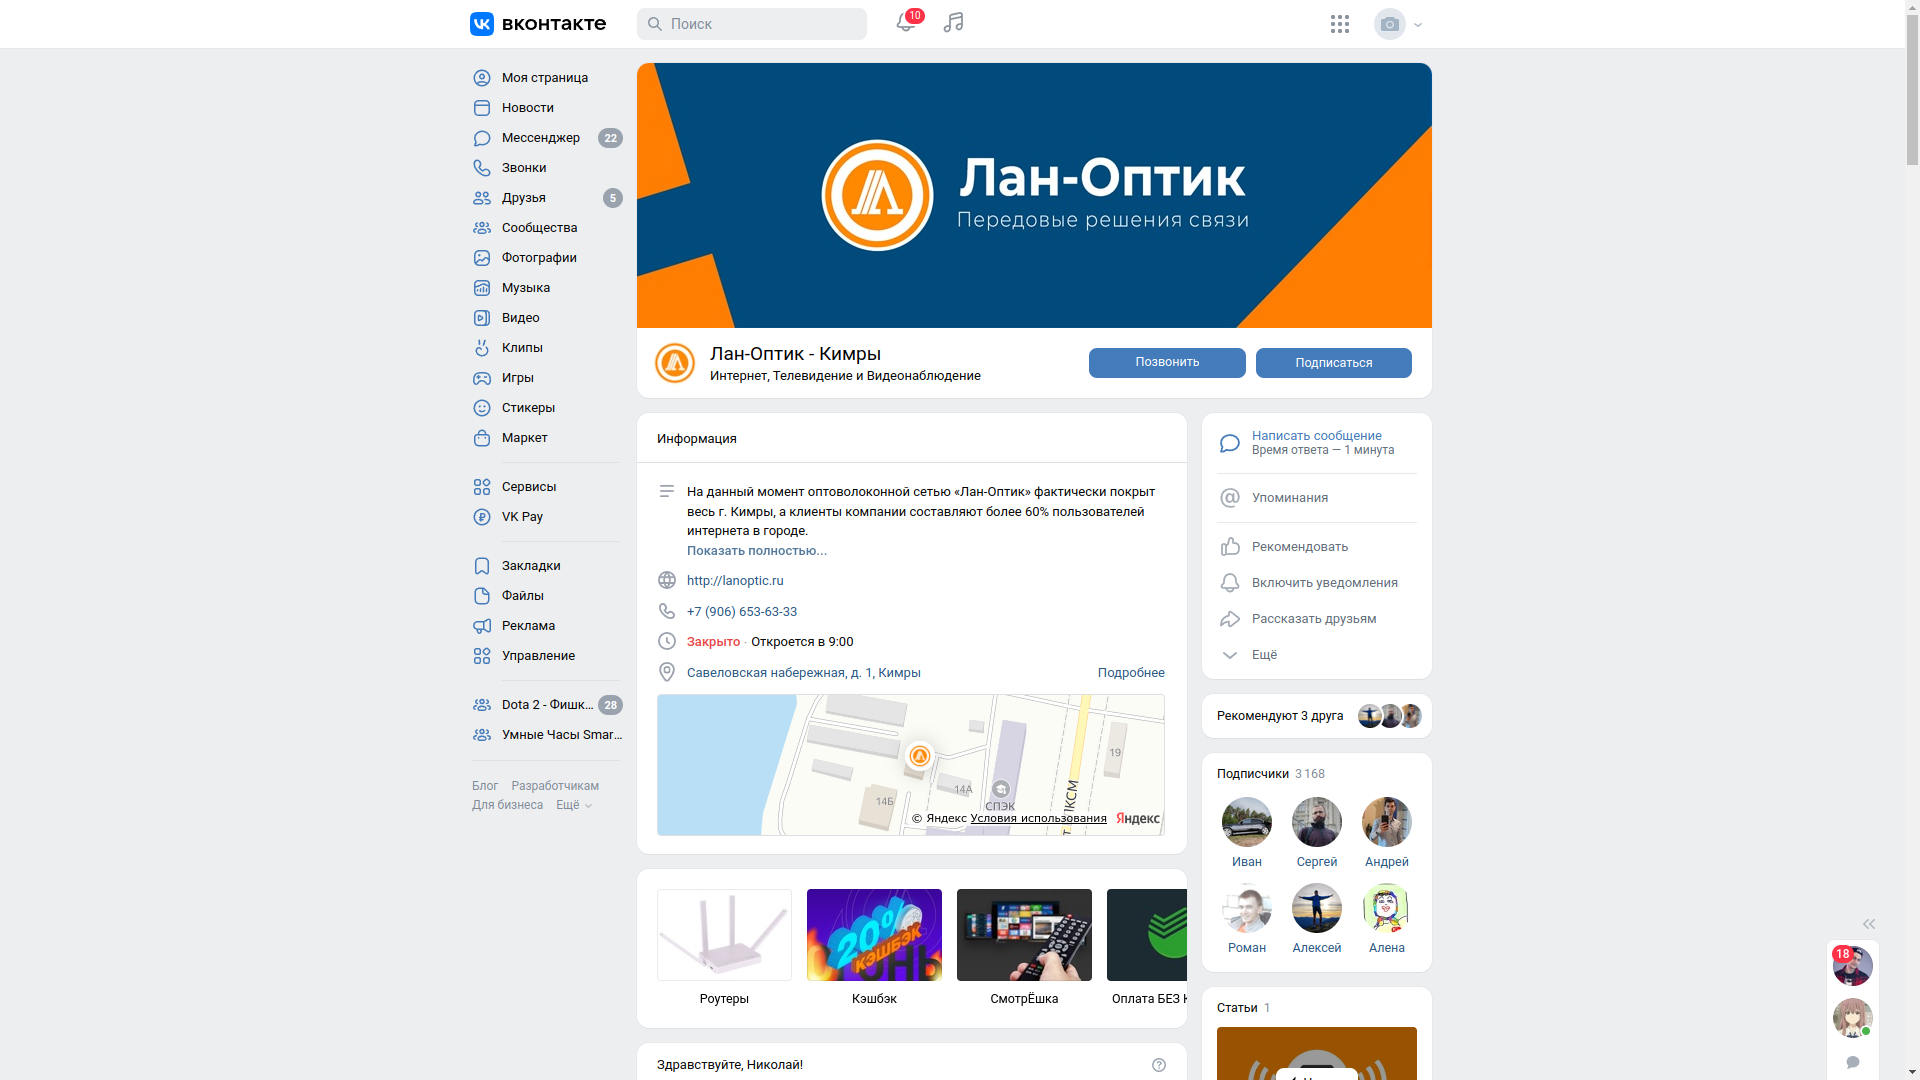 вконтакте
Поиск
10
Моя страница
Новости
Мессенджер 22
Звонки
Друзья 5
Сообщества
Фотографии
Музыка
Видео
Клипы
Игры
Стикеры
Маркет
Сервисы
VK Pay
Закладки
Файлы
Реклама
Управление
Dota 2 - Фишк... 28
Умные Часы Smar...
Блог Разработчикам
Для бизнеса Ещё
Лан-Оптик
Передовые решения связи
Лан-Оптик - Кимры
Интернет, Телевидение и Видеонаблюдение
Позвонить
Подписаться
Информация
На данный момент оптоволоконной сетью «Лан-Оптик» фактически покрыт
весь г. Кимры, а клиенты компании составляют более 60% пользователей
интернета в городе.
Показать полностью...
http://lanoptic.ru
+7 (906) 653-63-33
Закрыто · Откроется в 9:00
Савеловская набережная, д. 1, Кимры
Подробнее
19
14А
14Б
СПЭК
ЛКСМ
© Яндекс Условия использования Яндекс
20%
КЭШБЭК
Роутеры
Кэшбэк
СмотрЁшка
Оплата БЕЗ
Здравствуйте, Николай!
Написать сообщение
Время ответа — 1 минута
Упоминания
Рекомендовать
Включить уведомления
Рассказать друзьям
Ещё
Рекомендуют 3 друга
Подписчики 3 168
Иван
Сергей
Андрей
Роман
Алексей
Алена
Статьи 1
18